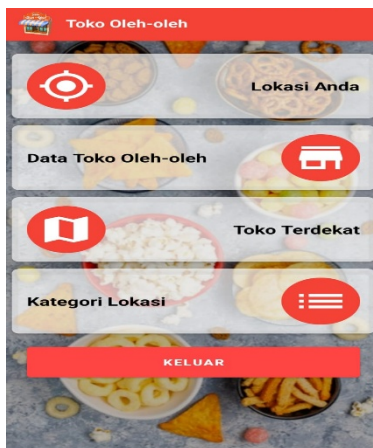 Toko Oleh-oleh
Lokasi Anda
Data Toko Oleh-oleh
Toko Terdekat
Kategori Lokasi
KELUAR